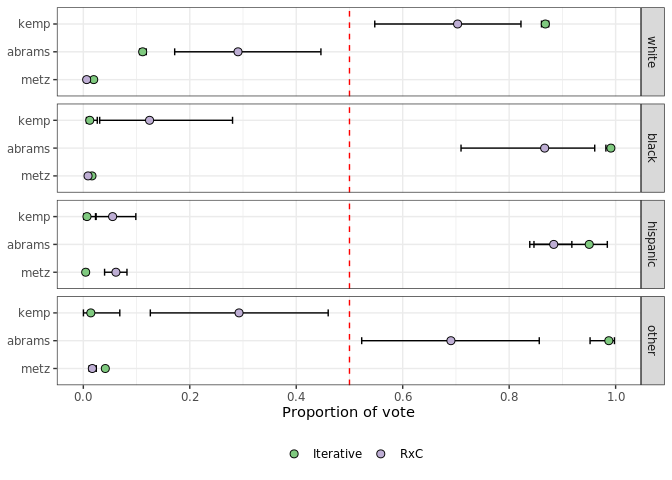 kemp
abrams
metz
white
kemp
abrams
metz
black
kemp
abrams
metz
hispanic
kemp
abrams
metz
other
0.0 0.2 0.4 0.6 0.8 1.0
Proportion of vote
Iterative RxC